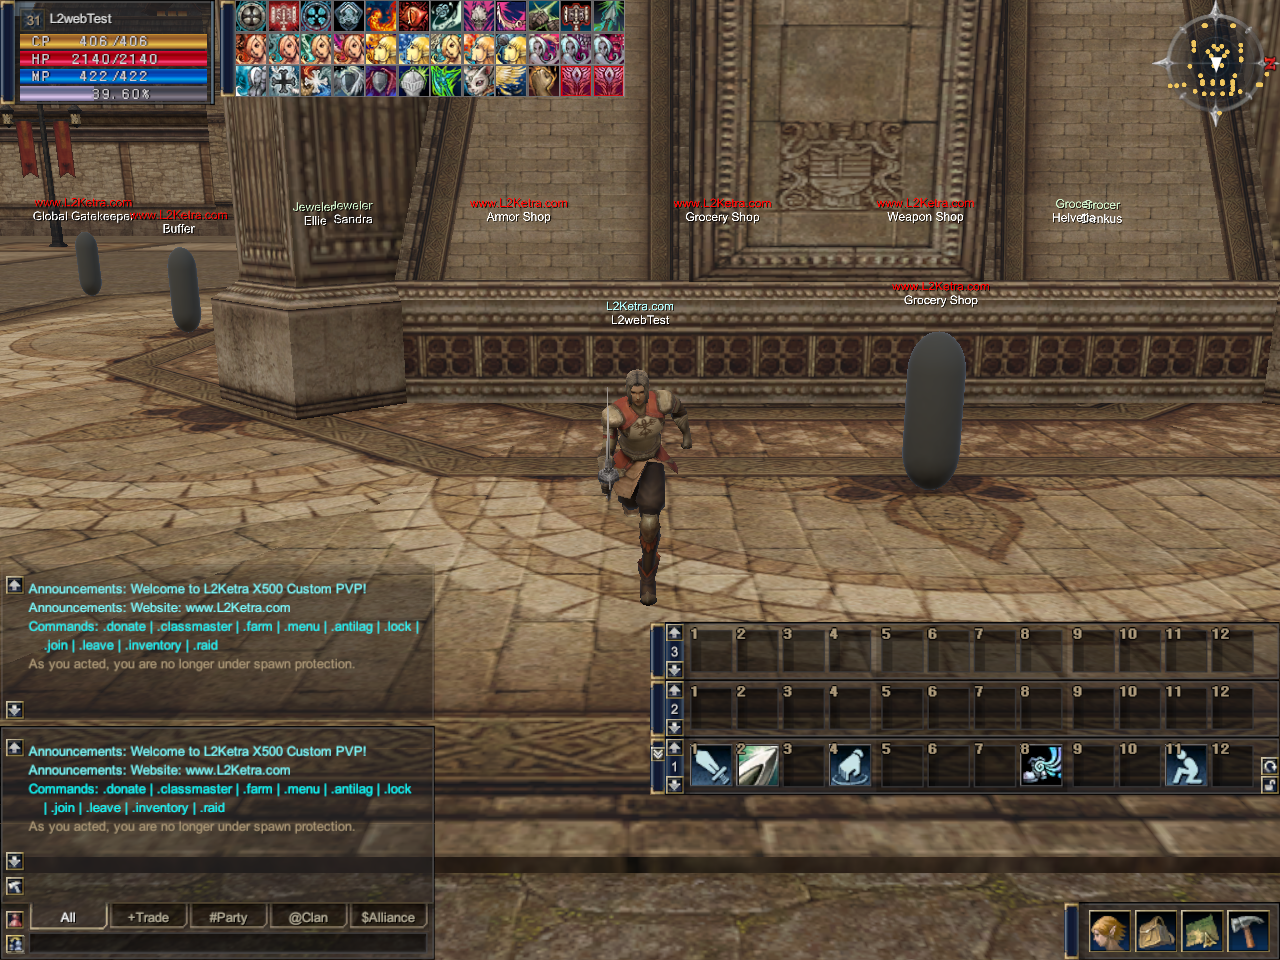 31 L2webTest
CP 406/406
HP 2140/2140
MP 422/422
39.60%
www.L2Ketra.com
Global Gatekeeper
www.L2Ketra.com
Buffer
Jeweler
Ellie
Jeweler
Sandra
www.L2Ketra.com
Armor Shop
www.L2Ketra.com
Grocery Shop
www.L2Ketra.com
Weapon Shop
Grocer
Helvetia
Grocer
www.L2Ketra.com
Grocery Shop
L2Ketra.com
L2webTest
Announcements: Welcome to L2Ketra X500 Custom PVP!
Announcements: Website: www.L2Ketra.com
Commands: .donate | .classmaster | .farm | .menu | .antilag | .lock |
.join | .leave | .inventory | .raid
As you acted, you are no longer under spawn protection.
Announcements: Welcome to L2Ketra X500 Custom PVP!
Announcements: Website: www.L2Ketra.com
Commands: .donate | .classmaster | .farm | .menu | .antilag | .lock
| .join | .leave | .inventory | .raid
As you acted, you are no longer under spawn protection.
All +Trade #Party @Clan $Alliance
1 2 3 4 5 6 7 8 9 10 11 12
3
1 2 3 4 5 6 7 8 9 10 11 12
2
1 2 3 4 5 6 7 8 9 10 11 12
1